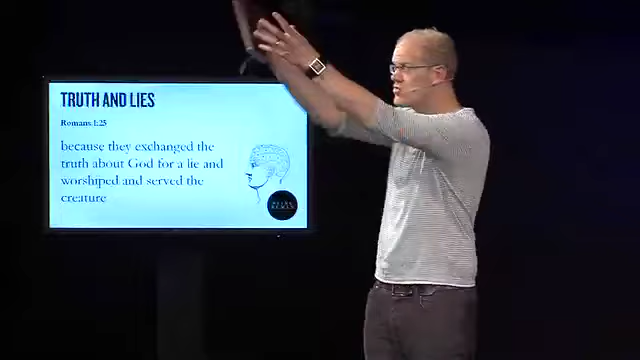 TRUTH AND LIES
Romans 1:25
because they exchanged the
truth about God for a lie and
worshiped and served the
creature
HUMAN